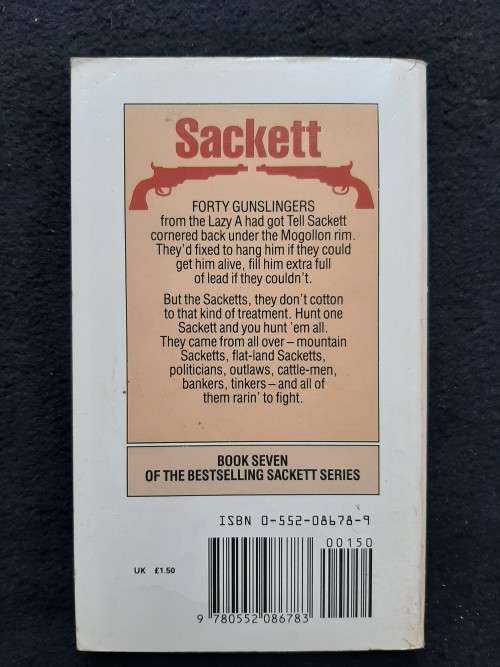 Sackett
FORTY GUNSLINGERS
from the Lazy A had got Tell Sackett
cornered back under the Mogollon rim.
They'd fixed to hang him if they could
get him alive, fill him extra full
of lead if they couldn't.
But the Sacketts, they don't cotton
to that kind of treatment. Hunt one
Sackett and you hunt 'em all.
They came from all over – mountain
Sacketts, flat-land Sacketts,
politicians, outlaws, cattle-men,
bankers, tinkers – and all of
them rarin' to fight.
BOOK SEVEN
OF THE BESTSELLING SACKETT SERIES
ISBN 0-552-08678-9
00150
UK £1.50
9 780552 086783